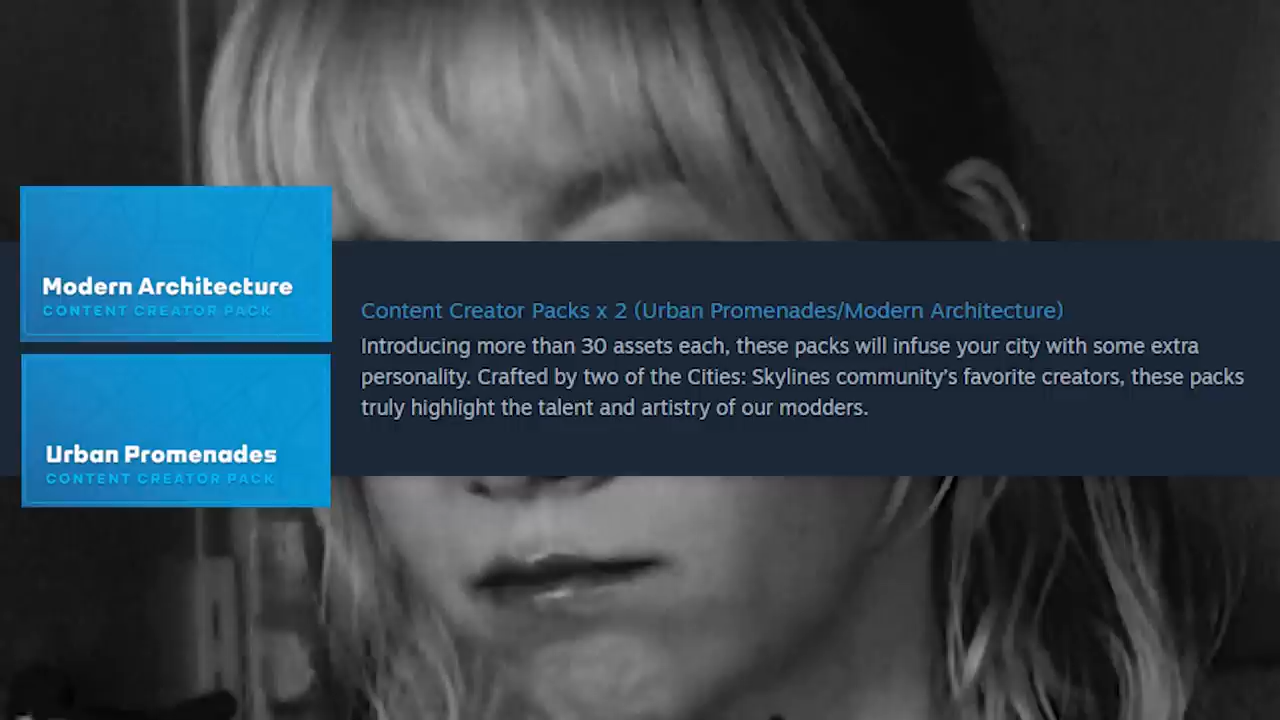 Modern Architecture
CONTENT CREATOR PACK
Urban Promenades
CONTENT CREATOR PACK
Content Creator Packs x 2 (Urban Promenades/Modern Architecture)
Introducing more than 30 assets each, these packs will infuse your city with some extra
personality. Crafted by two of the Cities: Skylines community's favorite creators, these packs
truly highlight the talent and artistry of our modders.